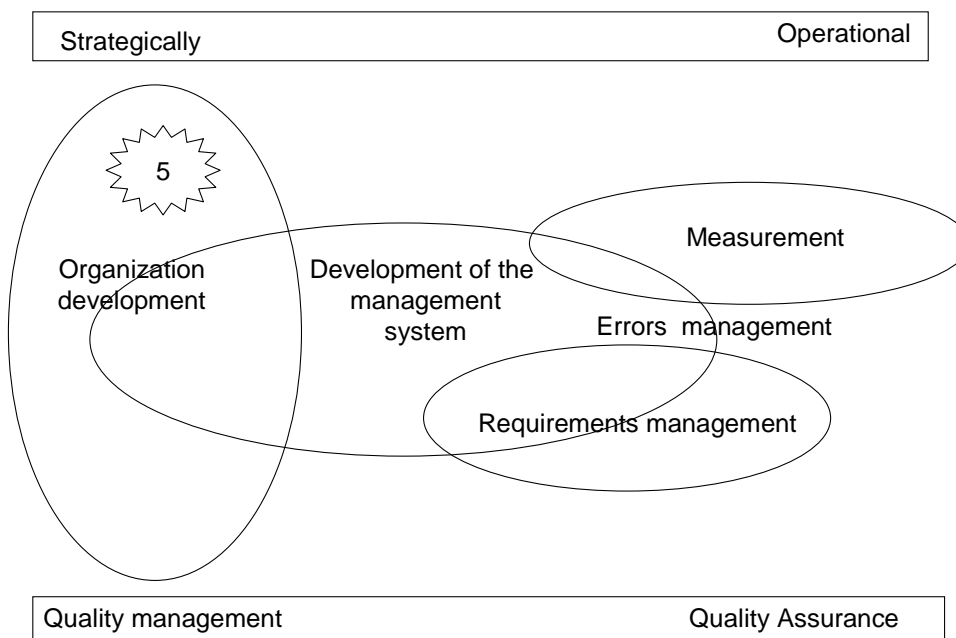 Strategically
Operational
5
Organization
development
Development of the
management
system
Measurement
Errors management
Requirements management
Quality management
Quality Assurance